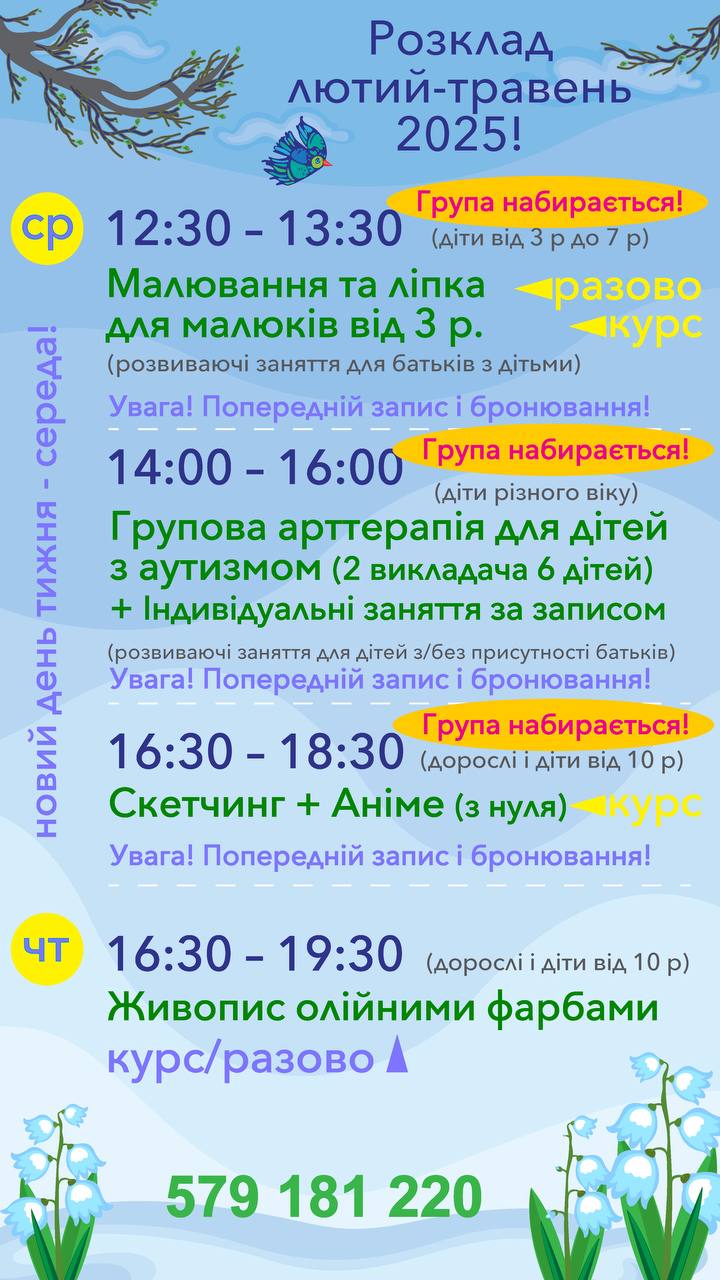 Розклад
лютий-травень
2025!
ср
12:30 – 13:30
Група набирається!
(діти від 3 р до 7 р)
Малювання та ліпка
для малюків від 3 р.
разово
курс
(розвиваючі заняття для батьків з дітьми)
Увага! Попередній запис і бронювання!
новий день тижня - середа!
14:00 – 16:00
Група набирається!
(діти різного віку)
Групова арттерапія для дітей
з аутизмом (2 викладача 6 дітей)
+ Індивідуальні заняття за записом
(розвиваючі заняття для дітей з/без присутності батьків)
Увага! Попередній запис і бронювання!
16:30 – 18:30
Група набирається!
(дорослі і діти від 10 р)
Скетчинг + Аніме (з нуля)
курс
Увага! Попередній запис і бронювання!
чт
16:30 – 19:30 (дорослі і діти від 10 р)
Живопис олійними фарбами
курс/разово
579 181 220